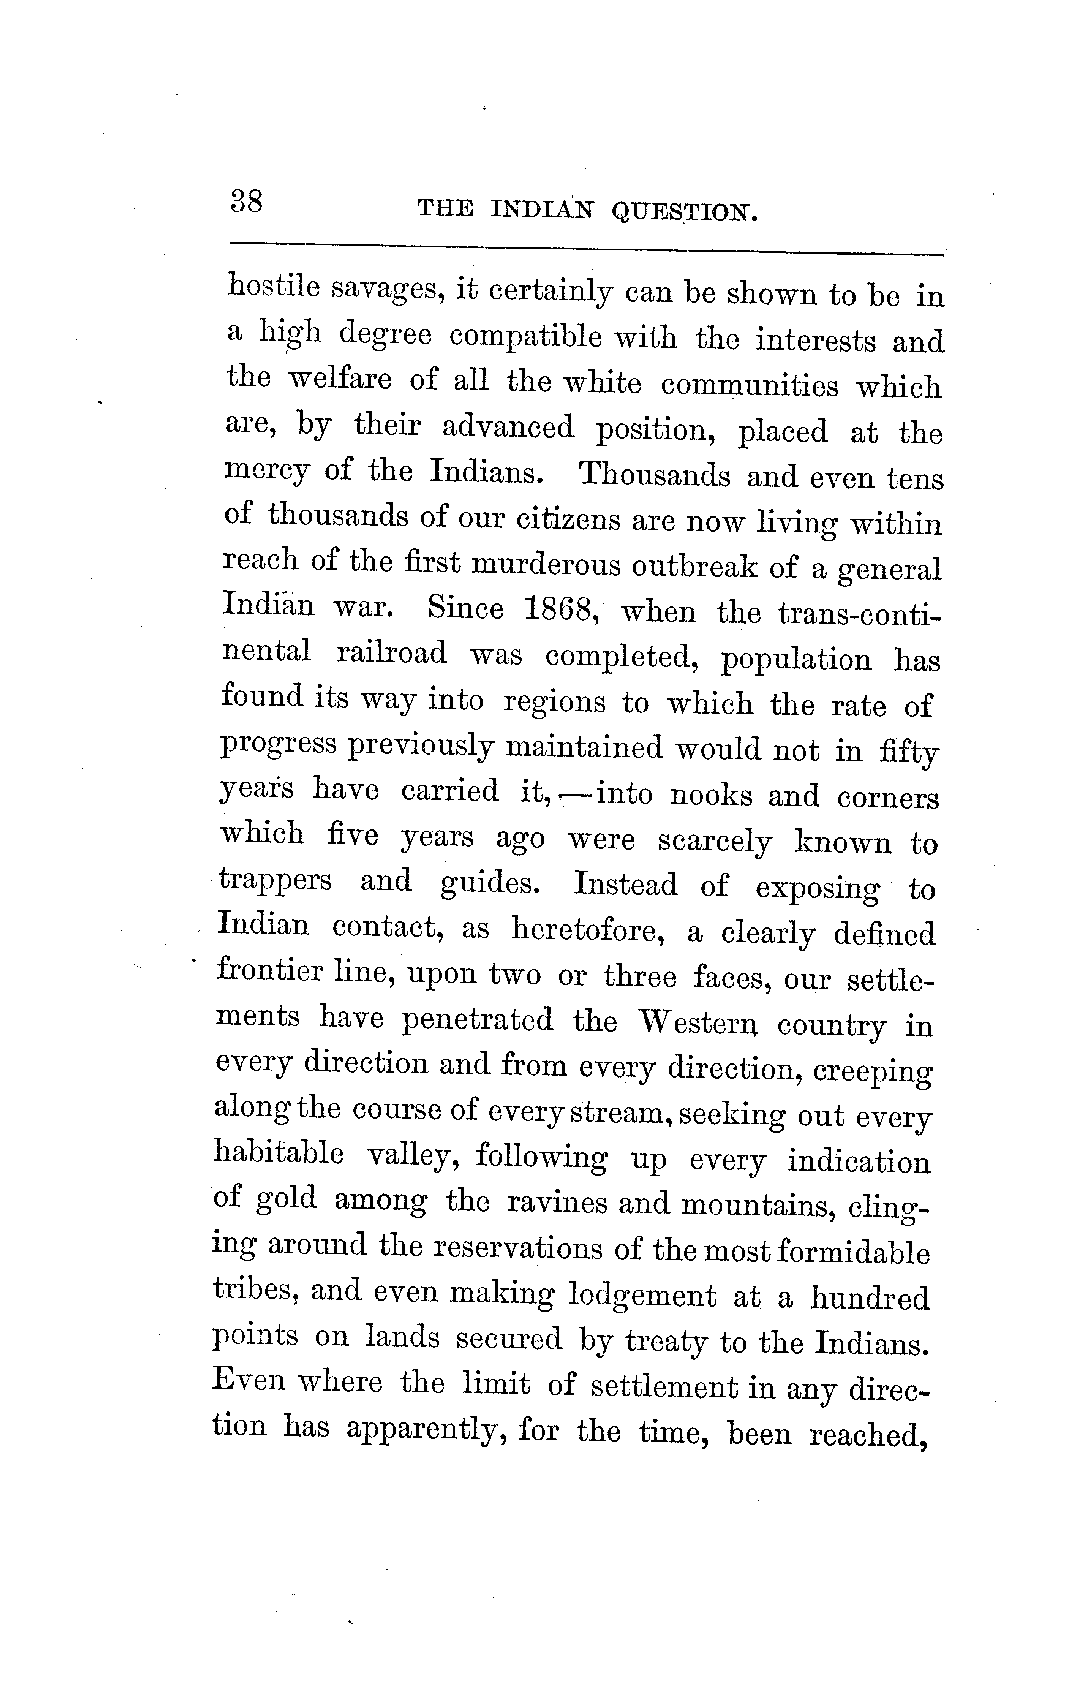 38 THE INDIAN QUESTION.
hostile savages, it certainly can be shown to be in
a high degree compatible with the interests and
the welfare of all the white communities which
are, by their advanced position, placed at the
mercy of the Indians. Thousands and even tens
of thousands of our citizens are now living within
reach of the first murderous outbreak of a general
Indian war. Since 1868, when the trans-conti-
nental railroad was completed, population has
found its way into regions to which the rate of
progress previously maintained would not in fifty
years have carried it,—into nooks and corners
which five years ago were scarcely known to
trappers and guides. Instead of exposing to
Indian contact, as heretofore, a clearly defined
frontier line, upon two or three faces, our settle-
ments have penetrated the Western country in
every direction and from every direction, creeping
along the course of every stream, seeking out every
habitable valley, following up every indication
of gold among the ravines and mountains, cling-
ing around the reservations of the most formidable
tribes, and even making lodgement at a hundred
points on lands secured by treaty to the Indians.
Even where the limit of settlement in any direc-
tion has apparently, for the time, been reached,